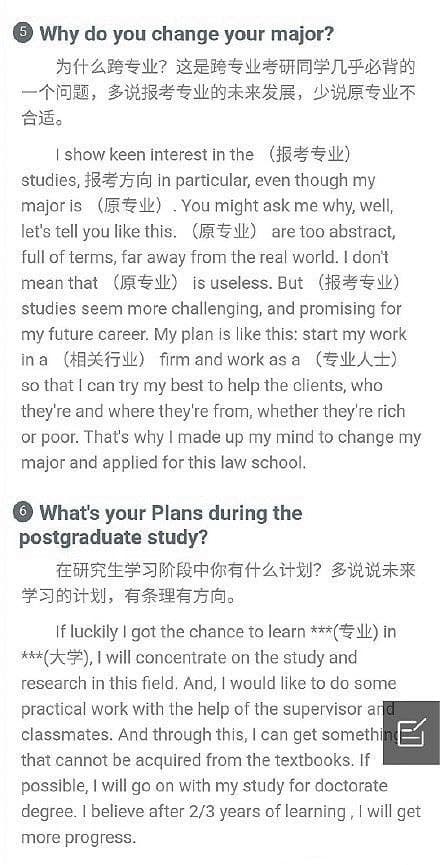 5 Why do you change your major?
为什么跨专业？这是跨专业考研同学几乎必背的
一个问题，多说报考专业的未来发展，少说原专业不
合适。
I show keen interest in the （报考专业）
studies, 报考方向 in particular, even though my
major is （原专业）. You might ask me why, well,
let's tell you like this. （原专业） are too abstract,
full of terms, far away from the real world. I don't
mean that （原专业） is useless. But （报考专业）
studies seem more challenging, and promising for
my future career. My plan is like this: start my work
in a （相关行业） firm and work as a （专业人士）
so that I can try my best to help the clients, who
they're and where they're from, whether they're rich
or poor. That's why I made up my mind to change my
major and applied for this law school.
6 What's your Plans during the
postgraduate study?
在研究生学习阶段中你有什么计划？多说说未来
学习的计划，有条理有方向。
If luckily I got the chance to learn ***(专业) in
***(大学), I will concentrate on the study and
research in this field. And, I would like to do some
practical work with the help of the supervisor and
classmates. And through this, I can get something
that cannot be acquired from the textbooks. If
possible, I will go on with my study for doctorate
degree. I believe after 2/3 years of learning , I will get
more progress.